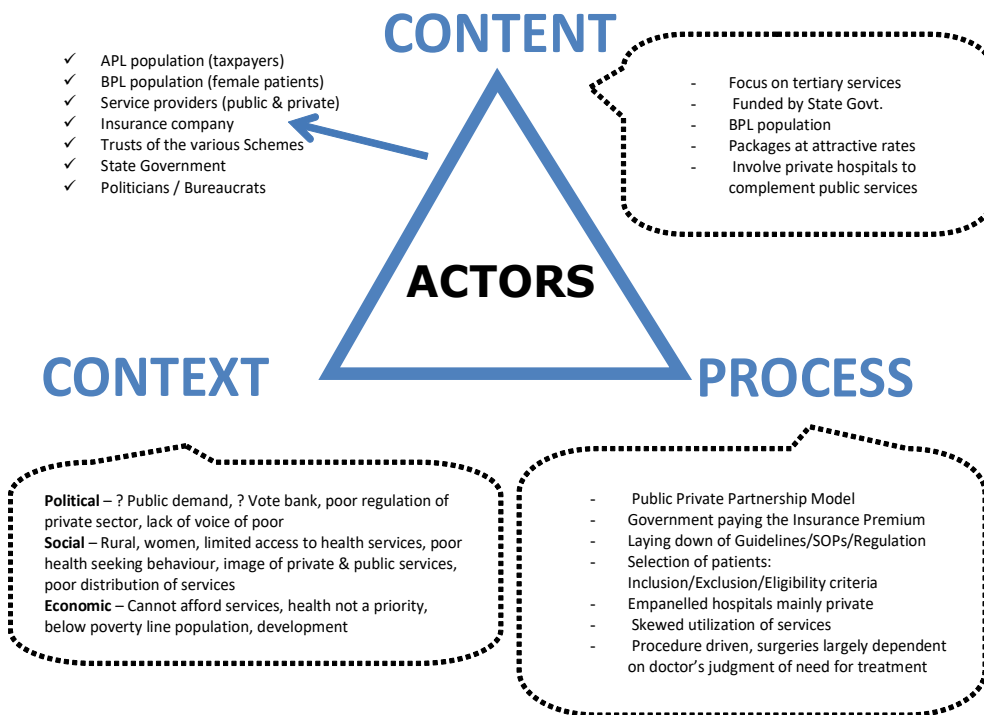 CONTENT
✓ APL population (taxpayers)
✓ BPL population (female patients)
✓ Service providers (public & private)
✓ Insurance company
✓ Trusts of the various Schemes
✓ State Government
✓ Politicians / Bureaucrats
- Focus on tertiary services
- Funded by State Govt.
- BPL population
- Packages at attractive rates
- Involve private hospitals to
complement public services
ACTORS
CONTEXT
PROCESS
Political – ? Public demand, ? Vote bank, poor regulation of
private sector, lack of voice of poor
Social – Rural, women, limited access to health services, poor
health seeking behaviour, image of private & public services,
poor distribution of services
Economic – Cannot afford services, health not a priority,
below poverty line population, development
- Public Private Partnership Model
- Government paying the Insurance Premium
- Laying down of Guidelines/SOPs/Regulation
- Selection of patients:
Inclusion/Exclusion/Eligibility criteria
- Empanelled hospitals mainly private
- Skewed utilization of services
- Procedure driven, surgeries largely dependent
on doctor's judgment of need for treatment